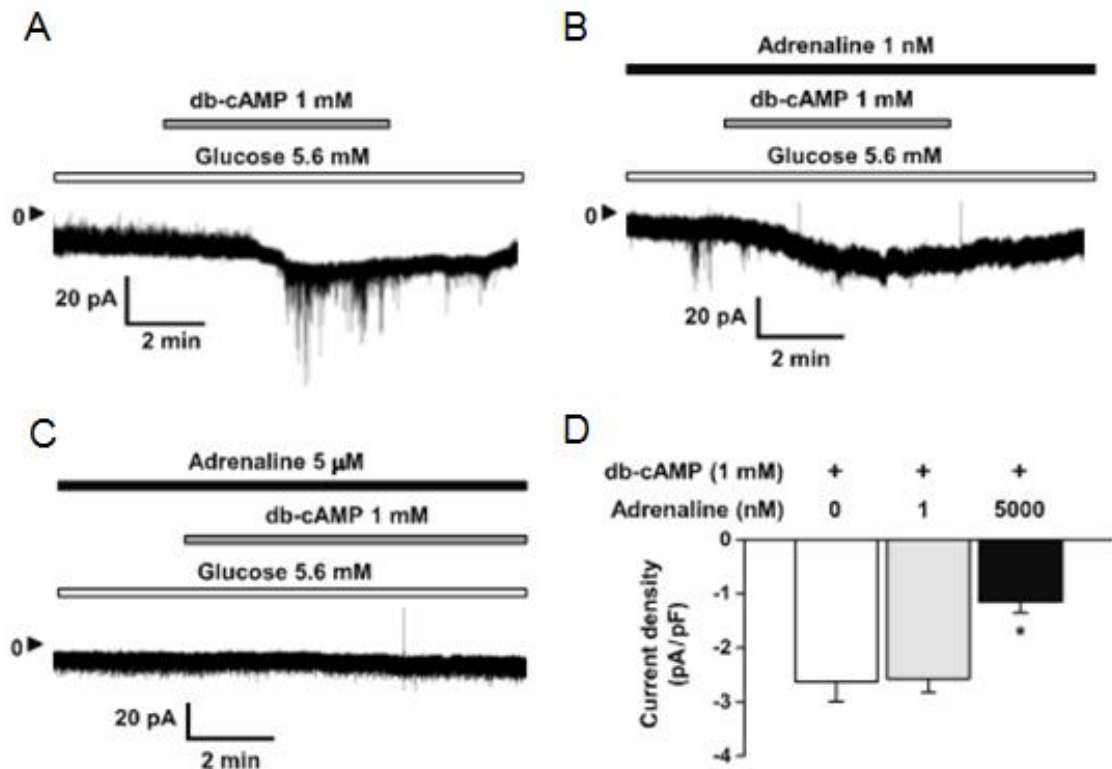 A
db-cAMP 1 mM
Glucose 5.6 mM
0
20 pA
2 min
B
Adrenaline 1 nM
db-cAMP 1 mM
Glucose 5.6 mM
0
20 pA
2 min
C
Adrenaline 5 μM
db-cAMP 1 mM
Glucose 5.6 mM
0
20 pA
2 min
D
db-cAMP (1 mM) + + +
Adrenaline (nM) 0 1 5000
0
-1
-2
-3
-4
Current density
(pA/pF)
*